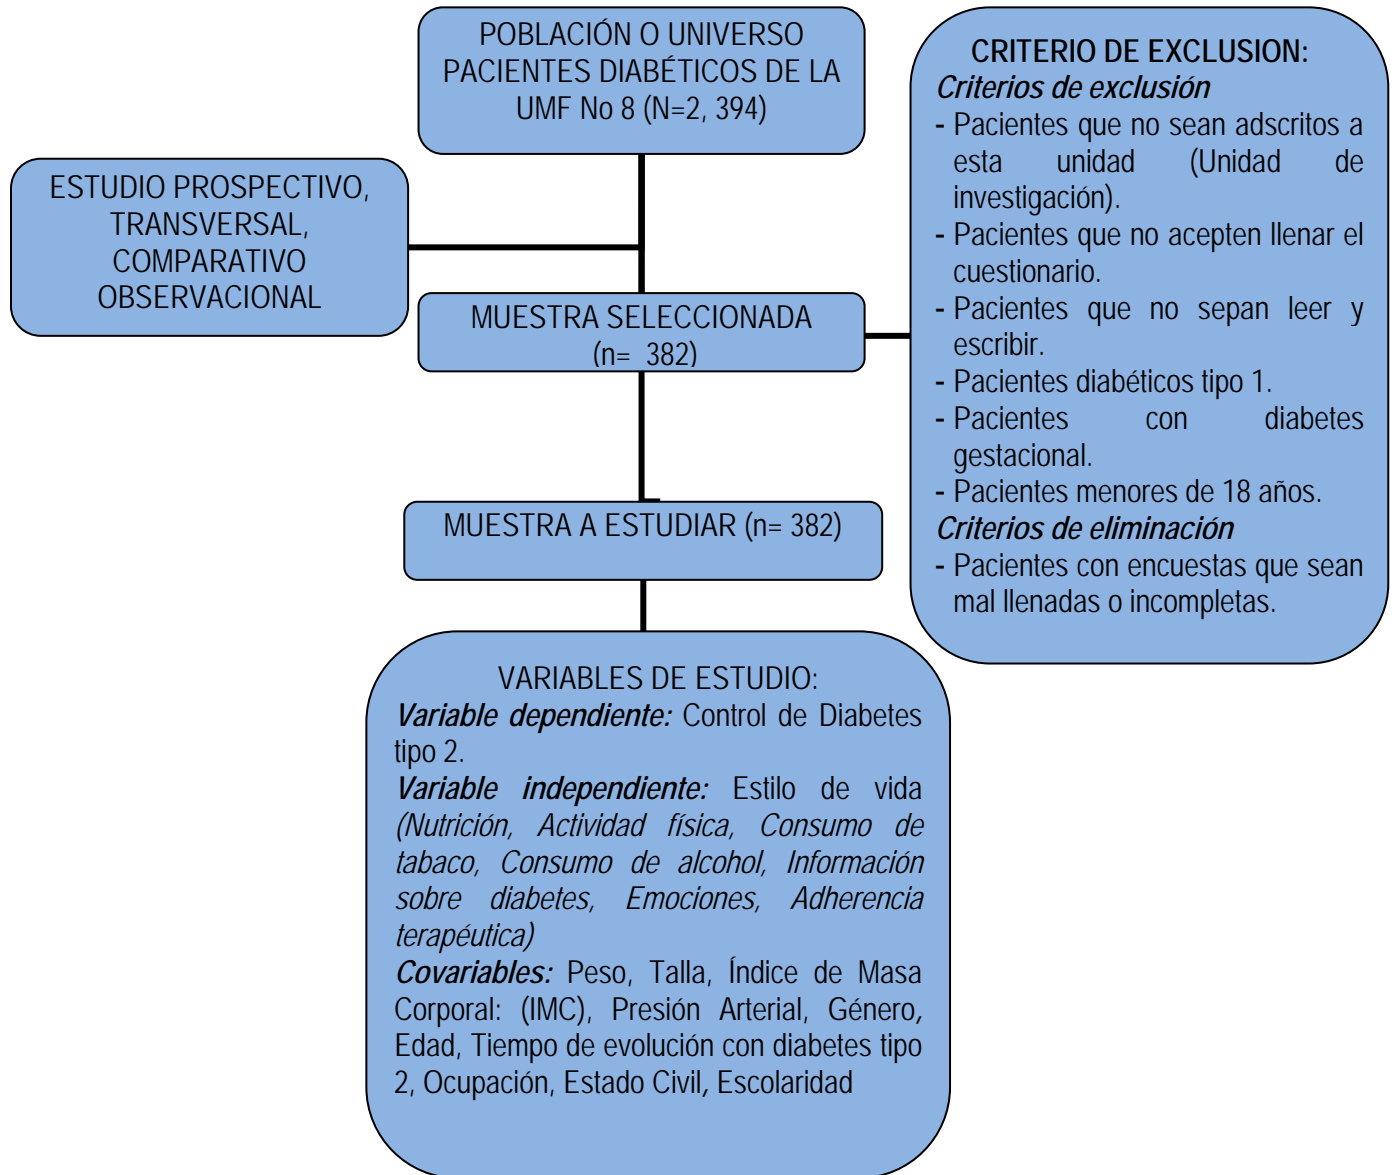 POBLACIÓN O UNIVERSO
PACIENTES DIABÉTICOS DE LA
UMF No 8 (N=2, 394)
ESTUDIO PROSPECTIVO,
TRANSVERSAL,
COMPARATIVO
OBSERVACIONAL
MUESTRA SELECCIONADA
(n= 382)
CRITERIO DE EXCLUSION:
Criterios de exclusión
- Pacientes que no sean adscritos a
esta unidad (Unidad de
investigación).
- Pacientes que no acepten llenar el
cuestionario.
- Pacientes que no sepan leer y
escribir.
- Pacientes diabéticos tipo 1.
- Pacientes con diabetes
gestacional.
- Pacientes menores de 18 años.
Criterios de eliminación
- Pacientes con encuestas que sean
mal llenadas o incompletas.
MUESTRA A ESTUDIAR (n= 382)
VARIABLES DE ESTUDIO:
Variable dependiente: Control de Diabetes
tipo 2.
Variable independiente: Estilo de vida
(Nutrición, Actividad física, Consumo de
tabaco, Consumo de alcohol, Información
sobre diabetes, Emociones, Adherencia
terapéutica)
Covariables: Peso, Talla, Índice de Masa
Corporal: (IMC), Presión Arterial, Género,
Edad, Tiempo de evolución con diabetes tipo
2, Ocupación, Estado Civil, Escolaridad